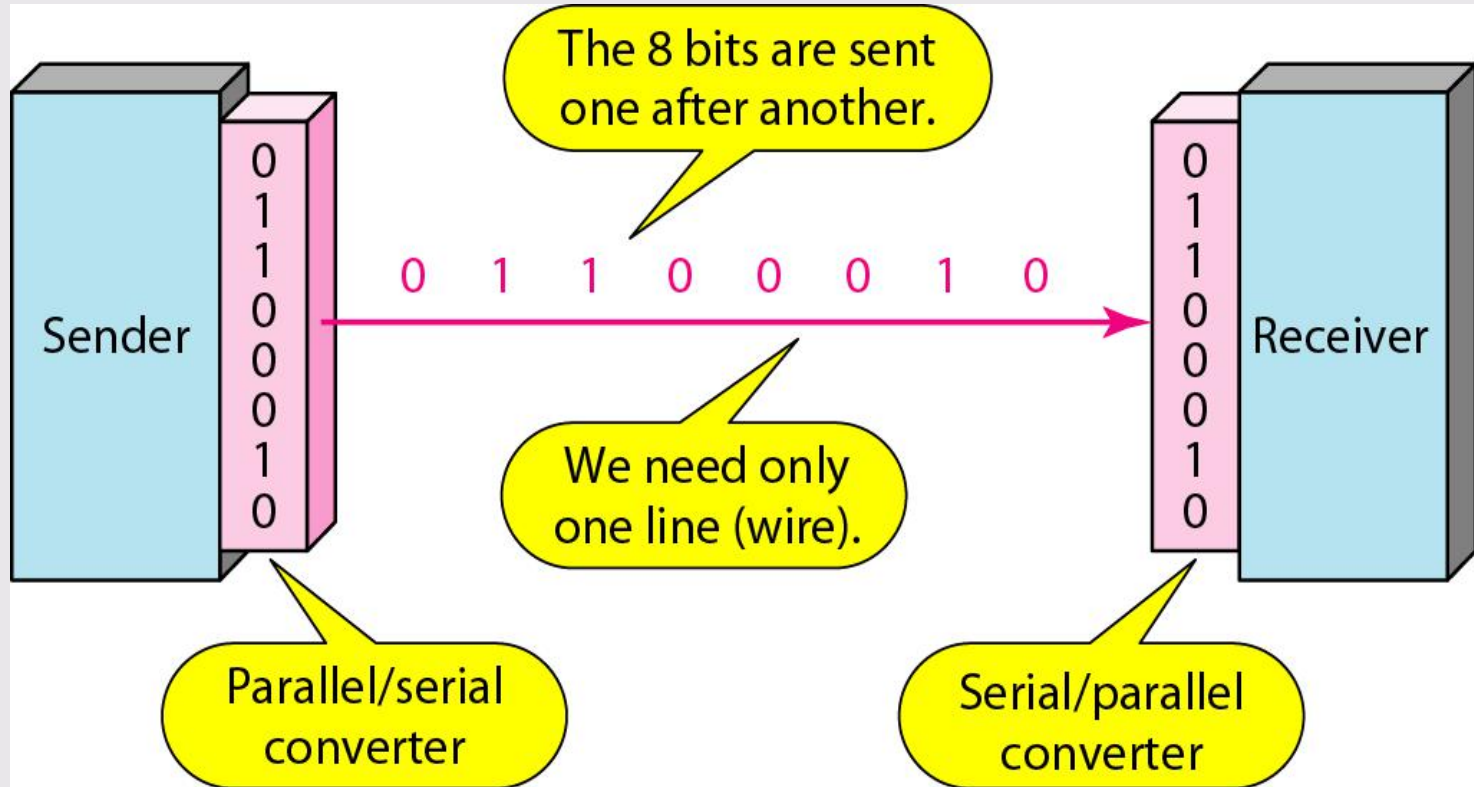 The 8 bits are sent
one after another.
Sender
0
1
1
0
0
0
1
0
0 1 1 0 0 0 1 0
0
1
1
0
0
0
1
0
Receiver
We need only
one line (wire).
Parallel/serial
converter
Serial/parallel
converter